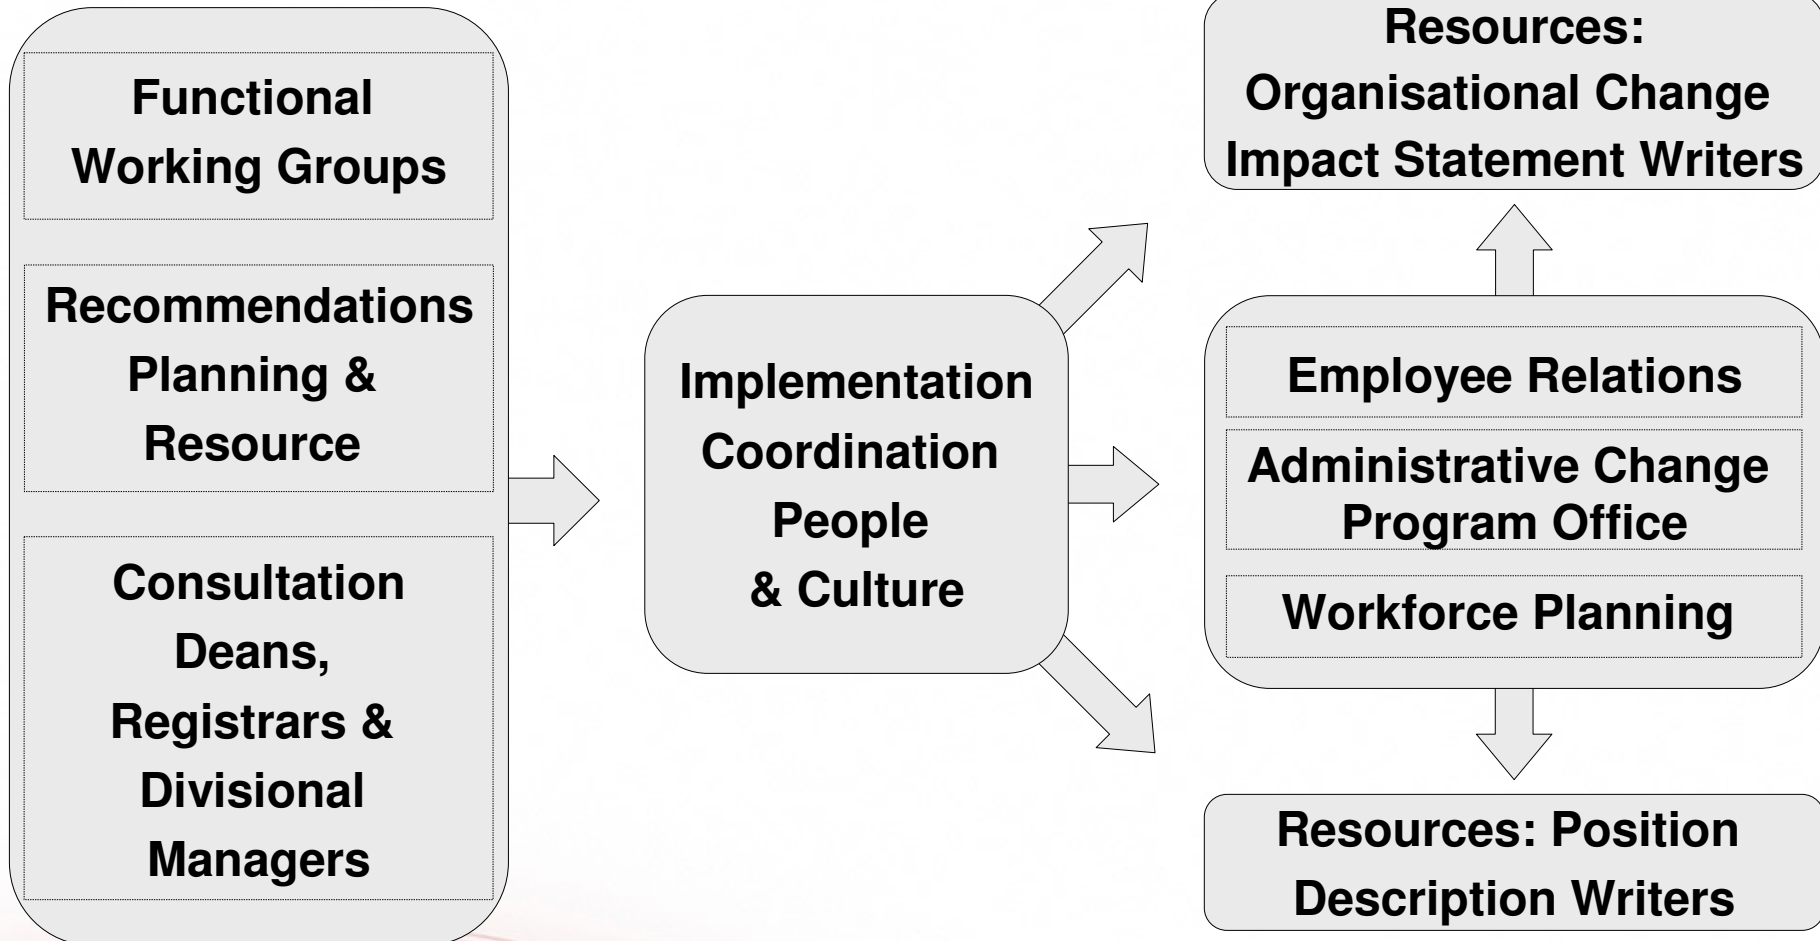 Functional
Working Groups
Recommendations
Planning &
Resource
Consultation
Deans,
Registrars &
Divisional
Managers
Implementation
Coordination
People
& Culture
Resources:
Organisational Change
Impact Statement Writers
Employee Relations
Administrative Change
Program Office
Workforce Planning
Resources: Position
Description Writers